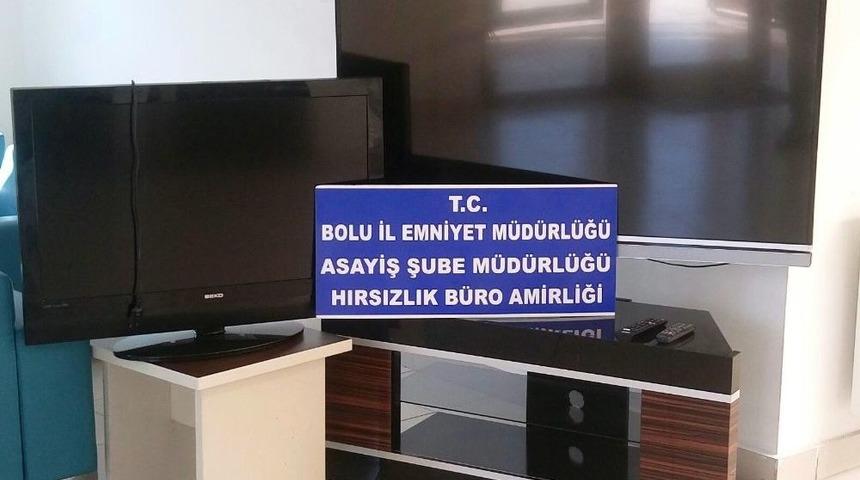 T.C.
BOLU İL EMNİYET MÜDÜRLÜĞÜ
ASAYİŞ ŞUBE MÜDÜRLÜĞÜ
HIRSIZLIK BÜRO AMİRLİĞİ
BEKO